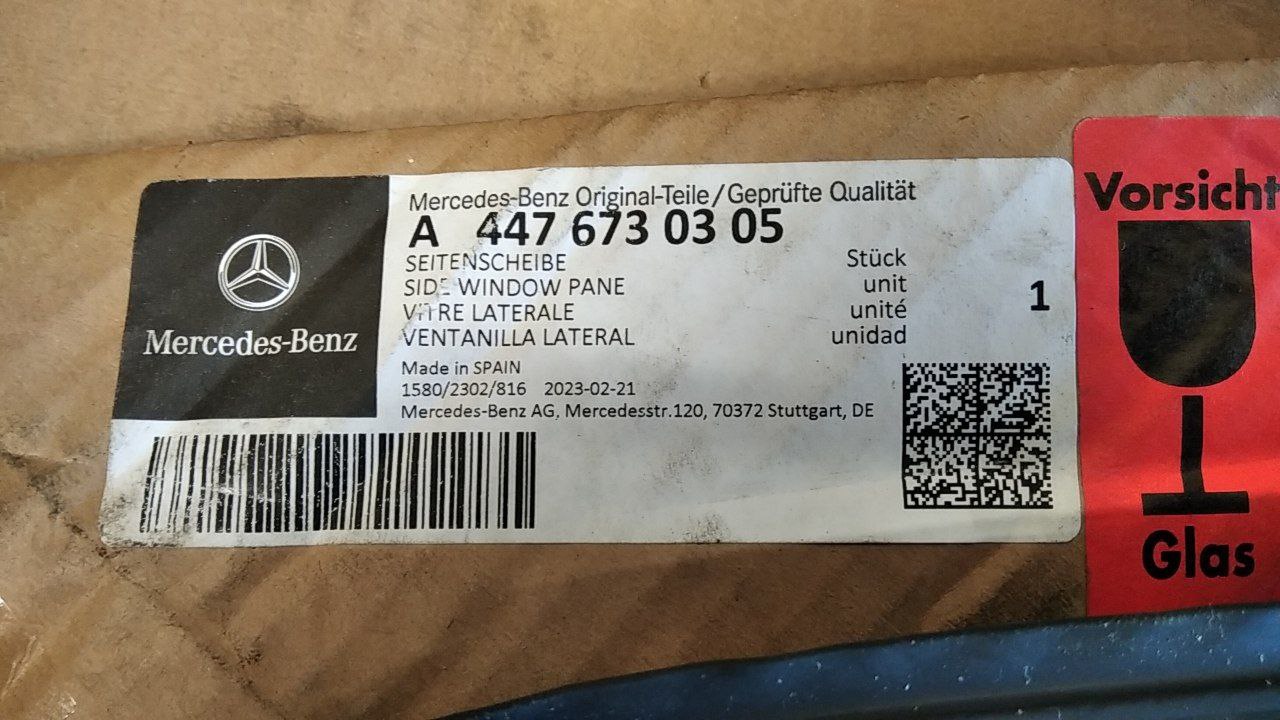 Mercedes-Benz
Mercedes-Benz Original-Teile/Geprüfte Qualität
A 447 673 03 05
SEITENSCHEIBE Stück
SIDE WINDOW PANE unit
VITRE LATERALE unité
VENTANILLA LATERAL unidad
1
Made in SPAIN
1580/2302/816 2023-02-21
Mercedes-Benz AG, Mercedesstr.120, 70372 Stuttgart, DE
Vorsicht
Glas